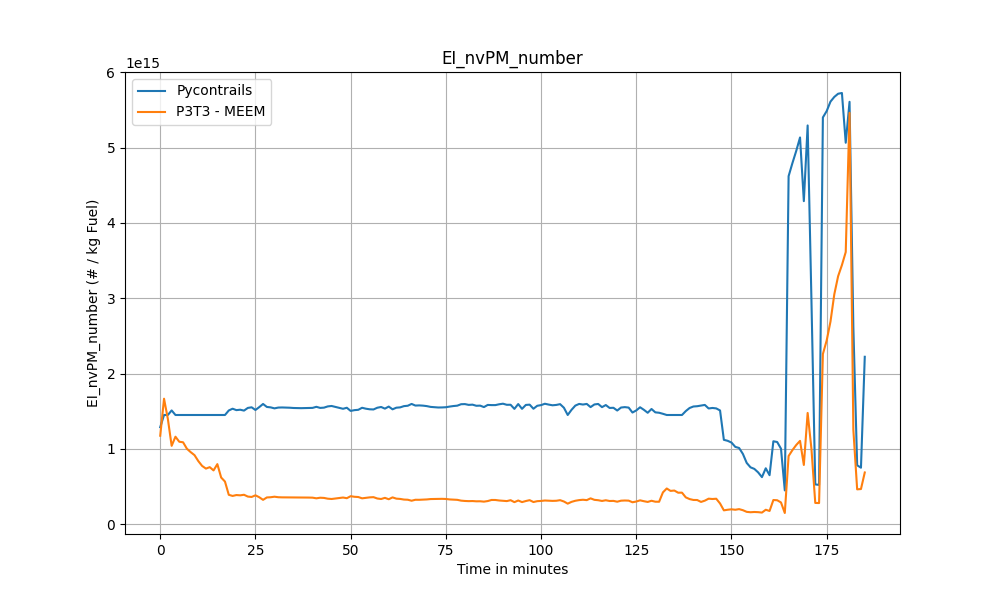 EI_nvPM_number
1e15
Pycontrails
P3T3 - MEEM
6
5
4
3
2
1
0
EI_nvPM_number (# / kg Fuel)
0 25 50 75 100 125 150 175
Time in minutes